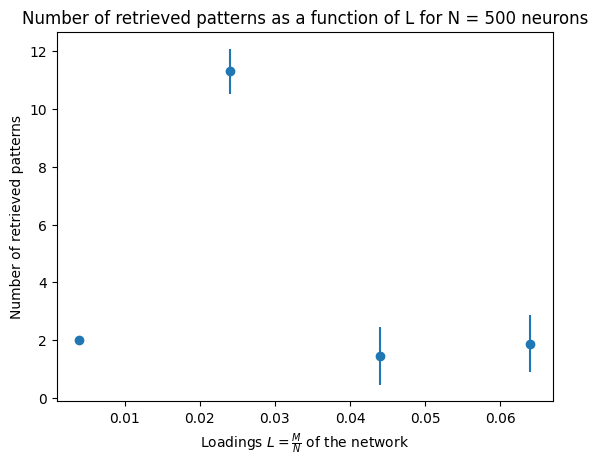 Number of retrieved patterns as a function of L for N = 500 neurons
12
10
8
6
4
2
0
Number of retrieved patterns
0.01 0.02 0.03 0.04 0.05 0.06
Loadings $L = \frac{M}{N}$ of the network